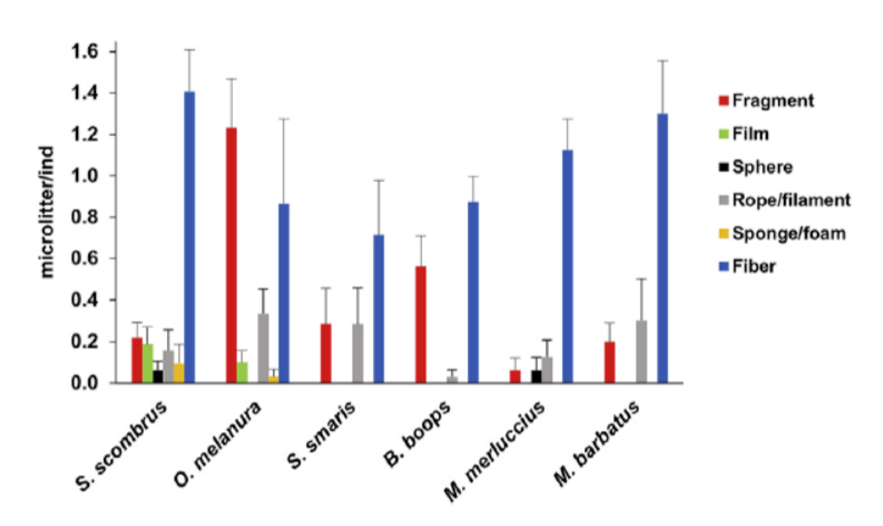 1.6
1.4
1.2
1.0
0.8
0.6
0.4
0.2
0.0
microlitter/ind
S. scombrus
O. melanura
S. smaris
B. boops
M. merluccius
M. barbatus
Fragment
Film
Sphere
Rope/filament
Sponge/foam
Fiber